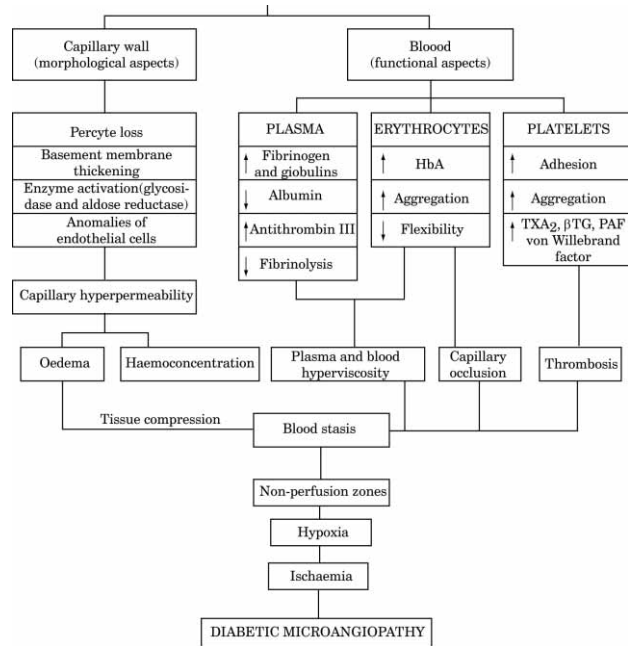 Capillary wall
(morphological aspects)
Bloood
(functional aspects)
Percyte loss
Basement membrane
thickening
Enzyme activation(glycosi-
dase and aldose reductase)
Anomalies of
endothelial cells
PLASMA
↑ Fibrinogen
and giobulins
↓ Albumin
↑ Antithrombin III
↓ Fibrinolysis
ERYTHROCYTES
↑ HbA
↑ Aggregation
↓ Flexibility
PLATELETS
↑ Adhesion
↑ Aggregation
↑ TXA2, βTG, PAF
von Willebrand
factor
Capillary hyperpermeability
Oedema
Haemoconcentration
Plasma and blood
hyperviscosity
Capillary
occlusion
Thrombosis
Tissue compression
Blood stasis
Non-perfusion zones
Hypoxia
Ischaemia
DIABETIC MICROANGIOPATHY